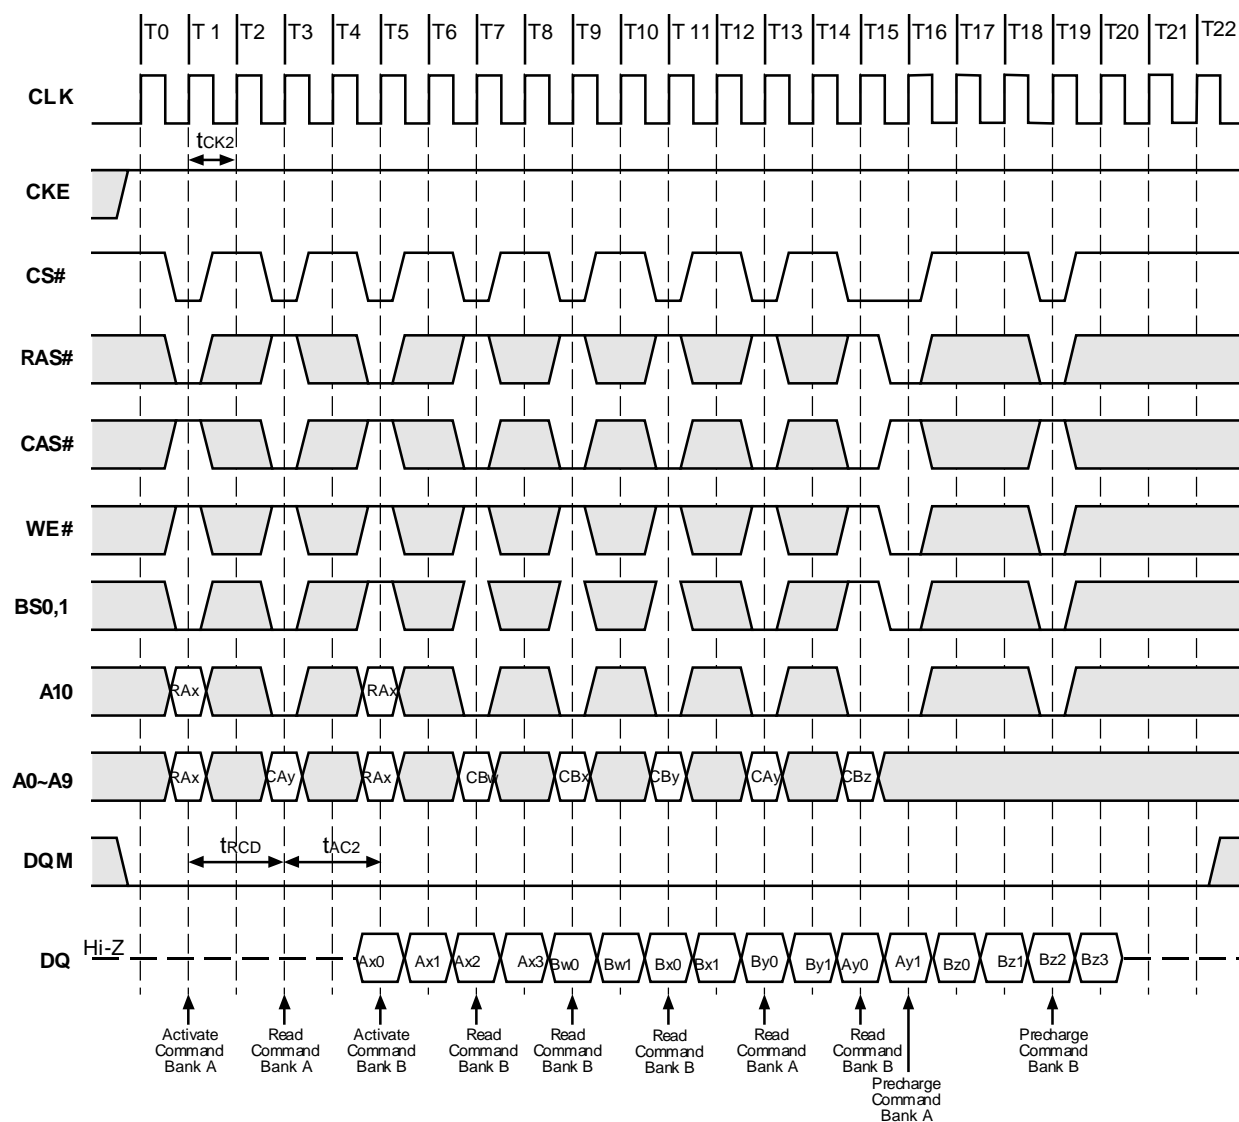 T0 T 1 T2 T3 T4 T5 T6 T7 T8 T9 T10 T 11 T12 T13 T14 T15 T16 T17 T18 T19 T20 T21 T22
CLK
tCK2
CKE
CS#
RAS#
CAS#
WE#
BS0,1
A10 RAx RAx
A0~A9 RAx CAy RAx CBw CBx CBy CAy CBz
DQM tRCD tAC2
Hi-Z
DQ Ax0 Ax1 Ax2 Ax3 Bw0 Bw1 Bx0 Bx1 By0 By1 Ay0 Ay1 Bz0 Bz1 Bz2 Bz3
Activate
Command
Bank A
Read
Command
Bank A
Activate
Command
Bank B
Read
Command
Bank B
Read
Command
Bank B
Read
Command
Bank B
Read
Command
Bank A
Read
Command
Bank B
Precharge
Command
Bank A
Precharge
Command
Bank B